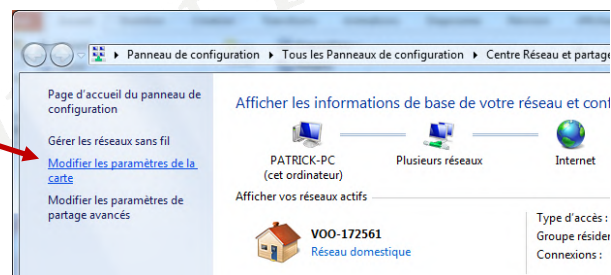 Panneau de configuration ▸ Tous les Panneaux de configuration ▸ Centre Réseau et partage
Page d'accueil du panneau de
configuration
Gérer les réseaux sans fil
Modifier les paramètres de la
carte
Modifier les paramètres de
partage avancés
Afficher les informations de base de votre réseau et conf
PATRICK-PC
(cet ordinateur)
Plusieurs réseaux
Internet
Afficher vos réseaux actifs
VOO-172561
Réseau domestique
Type d'accès :
Groupe résiden
Connexions :